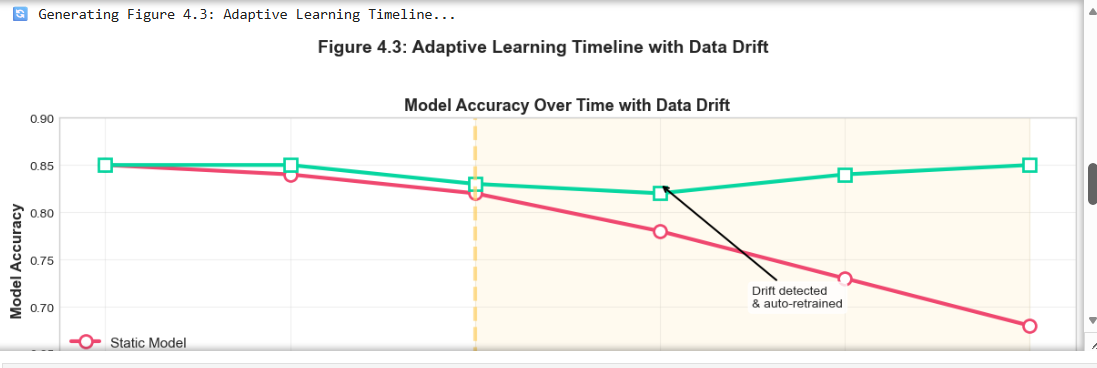 Generating Figure 4.3: Adaptive Learning Timeline...
Figure 4.3: Adaptive Learning Timeline with Data Drift
Model Accuracy Over Time with Data Drift
0.90
0.85
0.80
0.75
0.70
Model Accuracy
Drift detected
& auto-retrained
Static Model